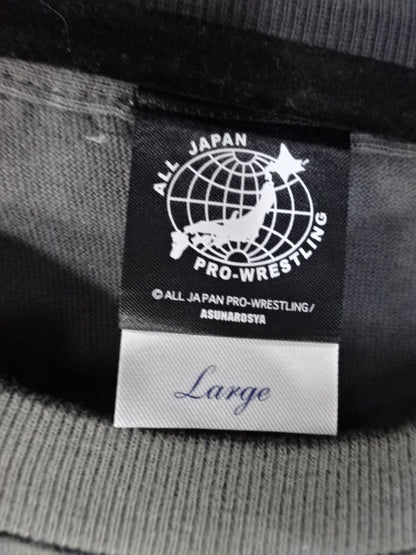 ALL JAPAN
PRO-WRESTLING
© ALL JAPAN PRO-WRESTLING/
ASUNAROSYA
Large